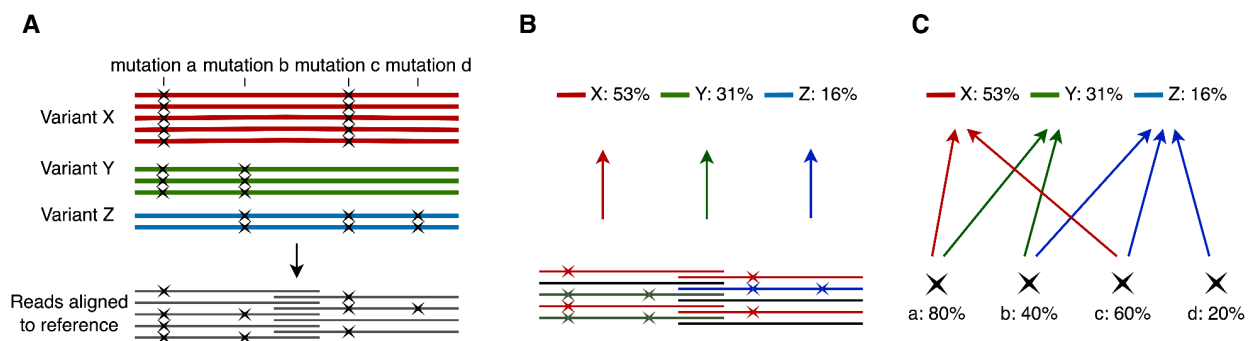 A
mutation a mutation b mutation c mutation d
Variant X
Variant Y
Variant Z
Reads aligned
to reference
B
X: 53% Y: 31% Z: 16%
C
X: 53% Y: 31% Z: 16%
a: 80% b: 40% c: 60% d: 20%